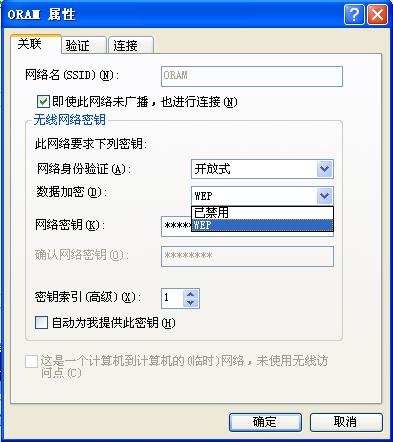 ORAM 属性
关联 验证 连接
网络名(SSID)(N): ORAM
即使此网络未广播，也进行连接(N)
无线网络密钥
此网络要求下列密钥:
网络身份验证(A): 开放式
数据加密(D): WEP
已禁用
WEP
网络密钥(K): *****
确认网络密钥(O): ********
密钥索引(高级)(X): 1
自动为我提供此密钥(H)
这是一个计算机到计算机的(临时)网络，未使用无线访
问点(C)
确定 取消